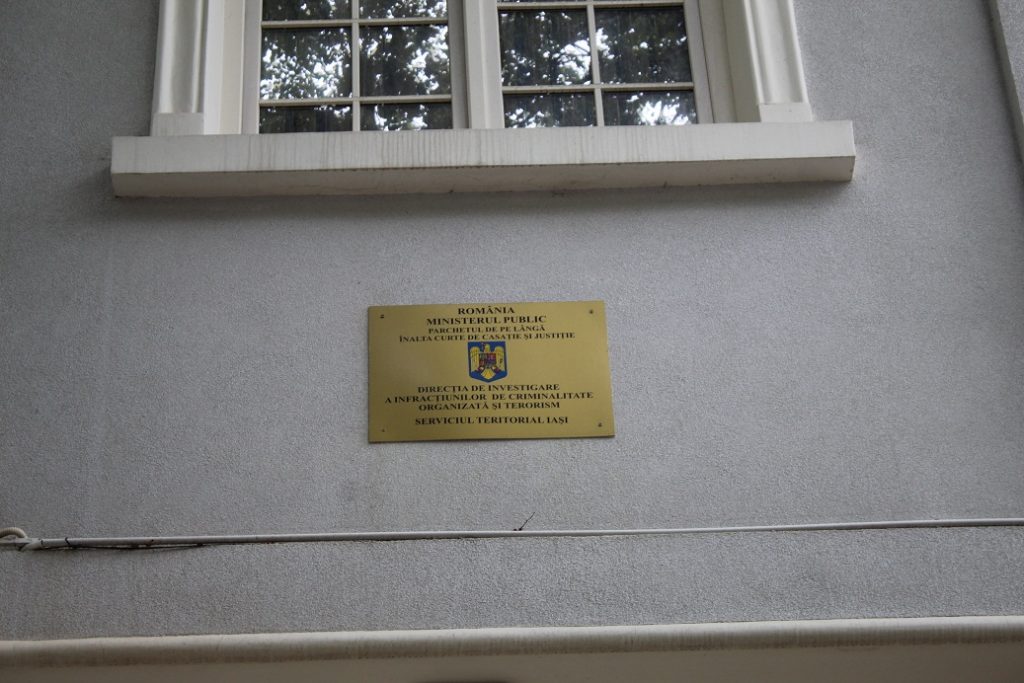 ROMÂNIA
MINISTERUL PUBLIC
PARCHETUL DE PE LÂNGĂ
ÎNALTA CURTE DE CASAȚIE ȘI JUSTIȚIE
DIRECȚIA DE INVESTIGARE
A INFRACȚIUNILOR DE CRIMINALITATE
ORGANIZATĂ ȘI TERORISM
SERVICIUL TERITORIAL IAȘI